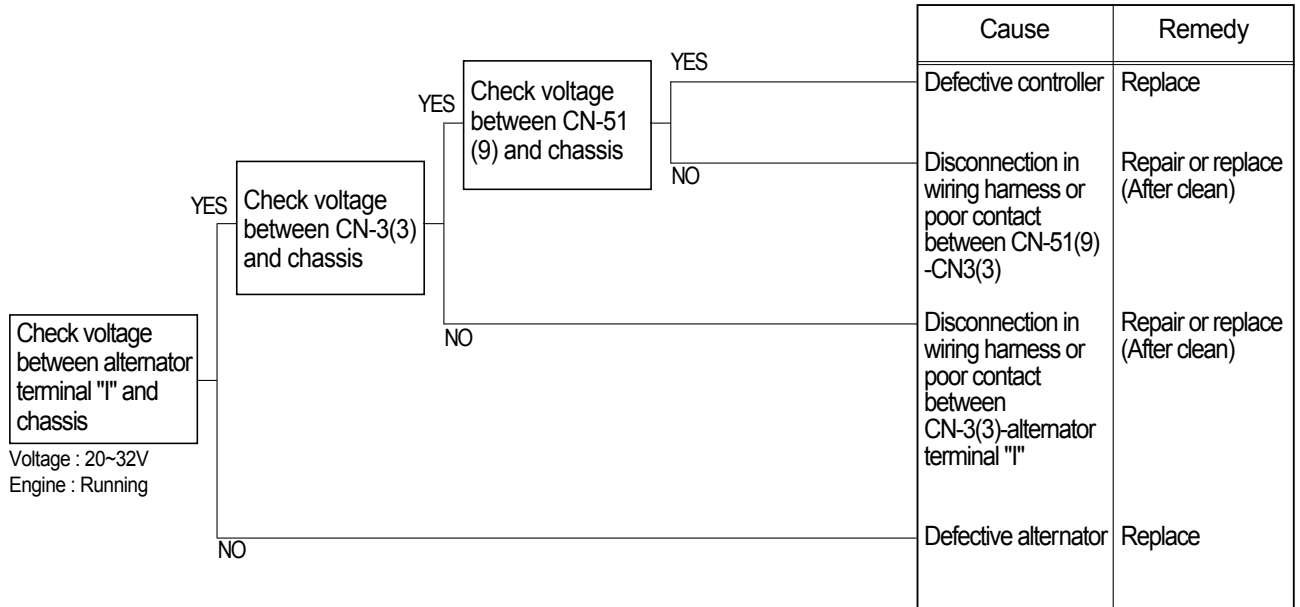 Cause
Remedy
YES
Check voltage
between CN-51
(9) and chassis
YES
Defective controller
Replace
NO
Disconnection in
wiring harness or
poor contact
between CN-51(9)
-CN3(3)
Repair or replace
(After clean)
YES
Check voltage
between CN-3(3)
and chassis
NO
Disconnection in
wiring harness or
poor contact
between
CN-3(3)-alternator
terminal "I"
Repair or replace
(After clean)
Check voltage
between alternator
terminal "I" and
chassis
Voltage : 20~32V
Engine : Running
NO
Defective alternator
Replace